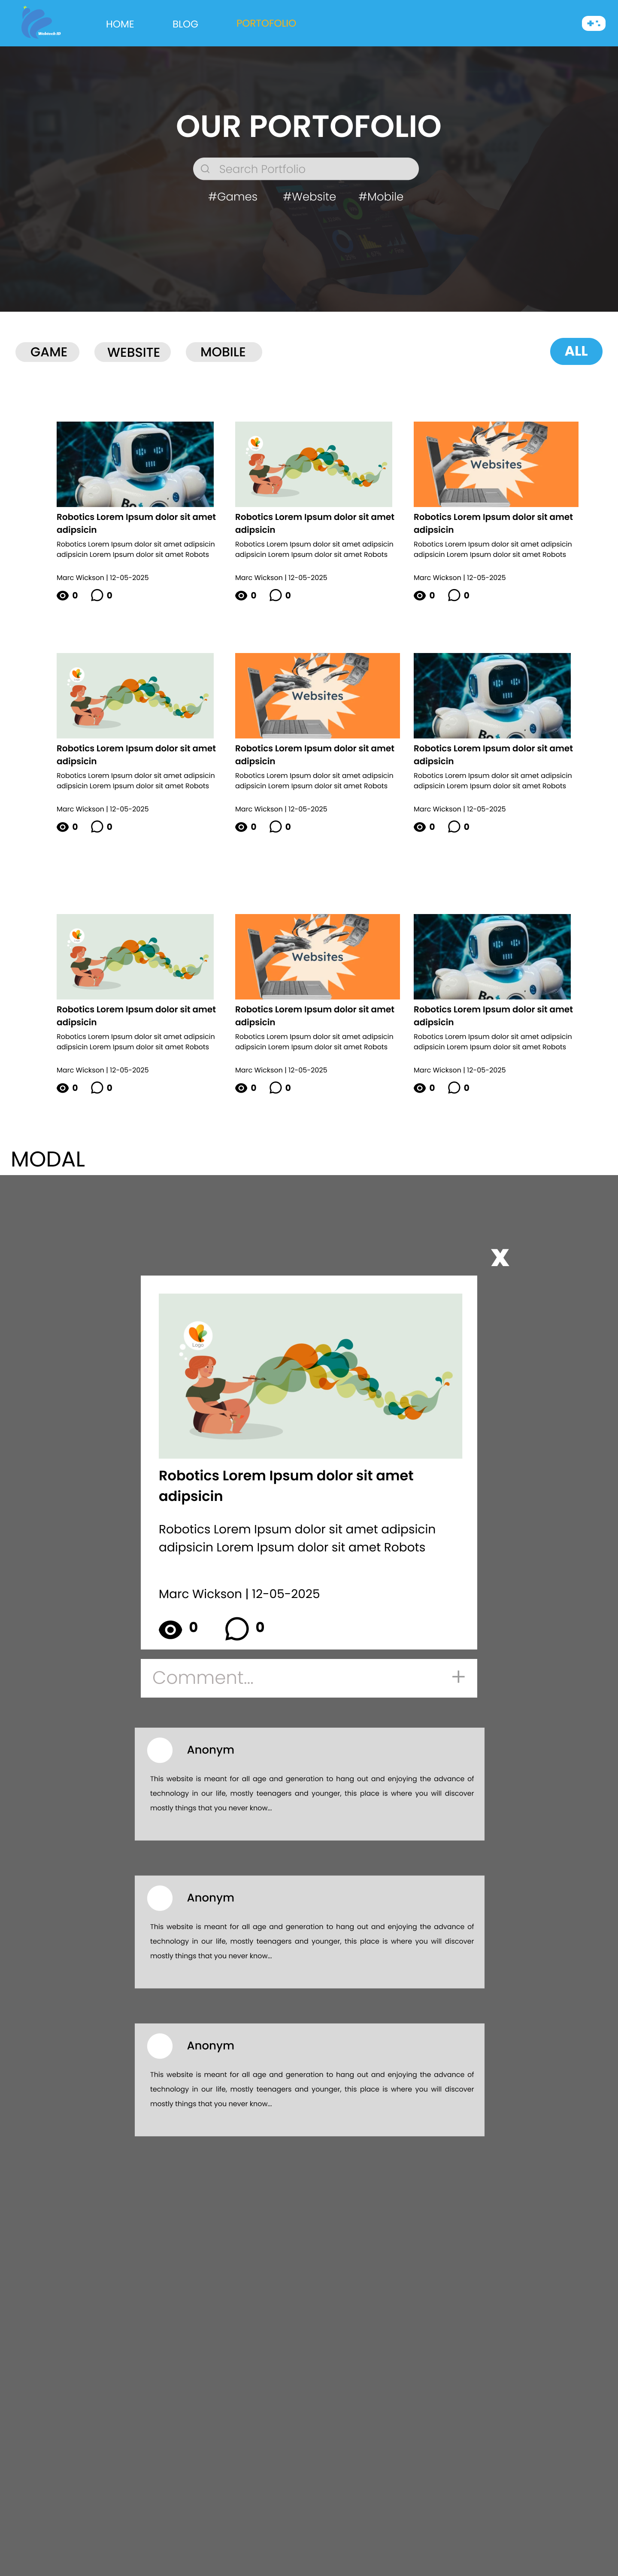 HOME BLOG PORTOFOLIO
OUR PORTOFOLIO
Search Portfolio
#Games #Website #Mobile
GAME WEBSITE MOBILE ALL
Websites
Robotics Lorem Ipsum dolor sit amet
adipsicin
Robotics Lorem Ipsum dolor sit amet adipsicin
adipsicin Lorem Ipsum dolor sit amet Robots
Marc Wickson | 12-05-2025
0 0
Robotics Lorem Ipsum dolor sit amet
adipsicin
Robotics Lorem Ipsum dolor sit amet adipsicin
adipsicin Lorem Ipsum dolor sit amet Robots
Marc Wickson | 12-05-2025
0 0
Robotics Lorem Ipsum dolor sit amet
adipsicin
Robotics Lorem Ipsum dolor sit amet adipsicin
adipsicin Lorem Ipsum dolor sit amet Robots
Marc Wickson | 12-05-2025
0 0
Websites
Robotics Lorem Ipsum dolor sit amet
adipsicin
Robotics Lorem Ipsum dolor sit amet adipsicin
adipsicin Lorem Ipsum dolor sit amet Robots
Marc Wickson | 12-05-2025
0 0
Robotics Lorem Ipsum dolor sit amet
adipsicin
Robotics Lorem Ipsum dolor sit amet adipsicin
adipsicin Lorem Ipsum dolor sit amet Robots
Marc Wickson | 12-05-2025
0 0
Robotics Lorem Ipsum dolor sit amet
adipsicin
Robotics Lorem Ipsum dolor sit amet adipsicin
adipsicin Lorem Ipsum dolor sit amet Robots
Marc Wickson | 12-05-2025
0 0
Websites
Robotics Lorem Ipsum dolor sit amet
adipsicin
Robotics Lorem Ipsum dolor sit amet adipsicin
adipsicin Lorem Ipsum dolor sit amet Robots
Marc Wickson | 12-05-2025
0 0
Robotics Lorem Ipsum dolor sit amet
adipsicin
Robotics Lorem Ipsum dolor sit amet adipsicin
adipsicin Lorem Ipsum dolor sit amet Robots
Marc Wickson | 12-05-2025
0 0
Robotics Lorem Ipsum dolor sit amet
adipsicin
Robotics Lorem Ipsum dolor sit amet adipsicin
adipsicin Lorem Ipsum dolor sit amet Robots
Marc Wickson | 12-05-2025
0 0
MODAL
X
Logo
Robotics Lorem Ipsum dolor sit amet
adipsicin
Robotics Lorem Ipsum dolor sit amet adipsicin
adipsicin Lorem Ipsum dolor sit amet Robots
Marc Wickson | 12-05-2025
0 0
Comment... +
Anonym
This website is meant for all age and generation to hang out and enjoying the advance of
technology in our life, mostly teenagers and younger, this place is where you will discover
mostly things that you never know...
Anonym
This website is meant for all age and generation to hang out and enjoying the advance of
technology in our life, mostly teenagers and younger, this place is where you will discover
mostly things that you never know...
Anonym
This website is meant for all age and generation to hang out and enjoying the advance of
technology in our life, mostly teenagers and younger, this place is where you will discover
mostly things that you never know...